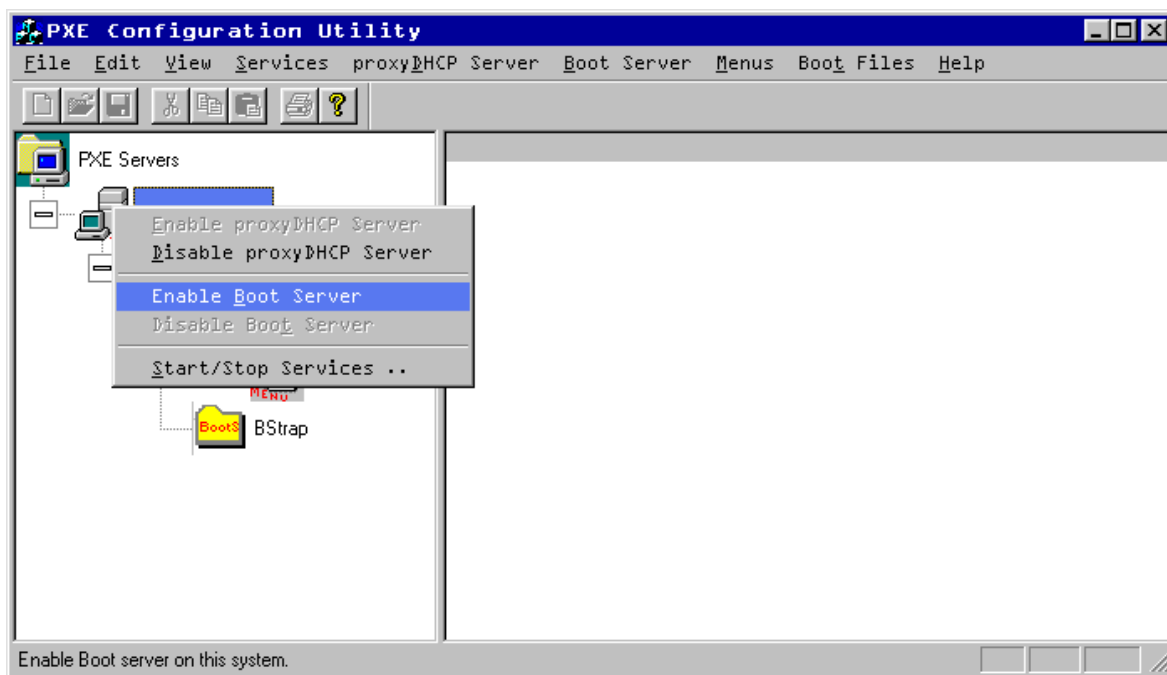 PXE Configuration Utility
File Edit View Services proxyDHCP Server Boot Server Menus Boot Files Help
PXE Servers
Enable proxyDHCP Server
Disable proxyDHCP Server
Enable Boot Server
Disable Boot Server
Start/Stop Services ..
MENU
BootS BStrap
Enable Boot server on this system.